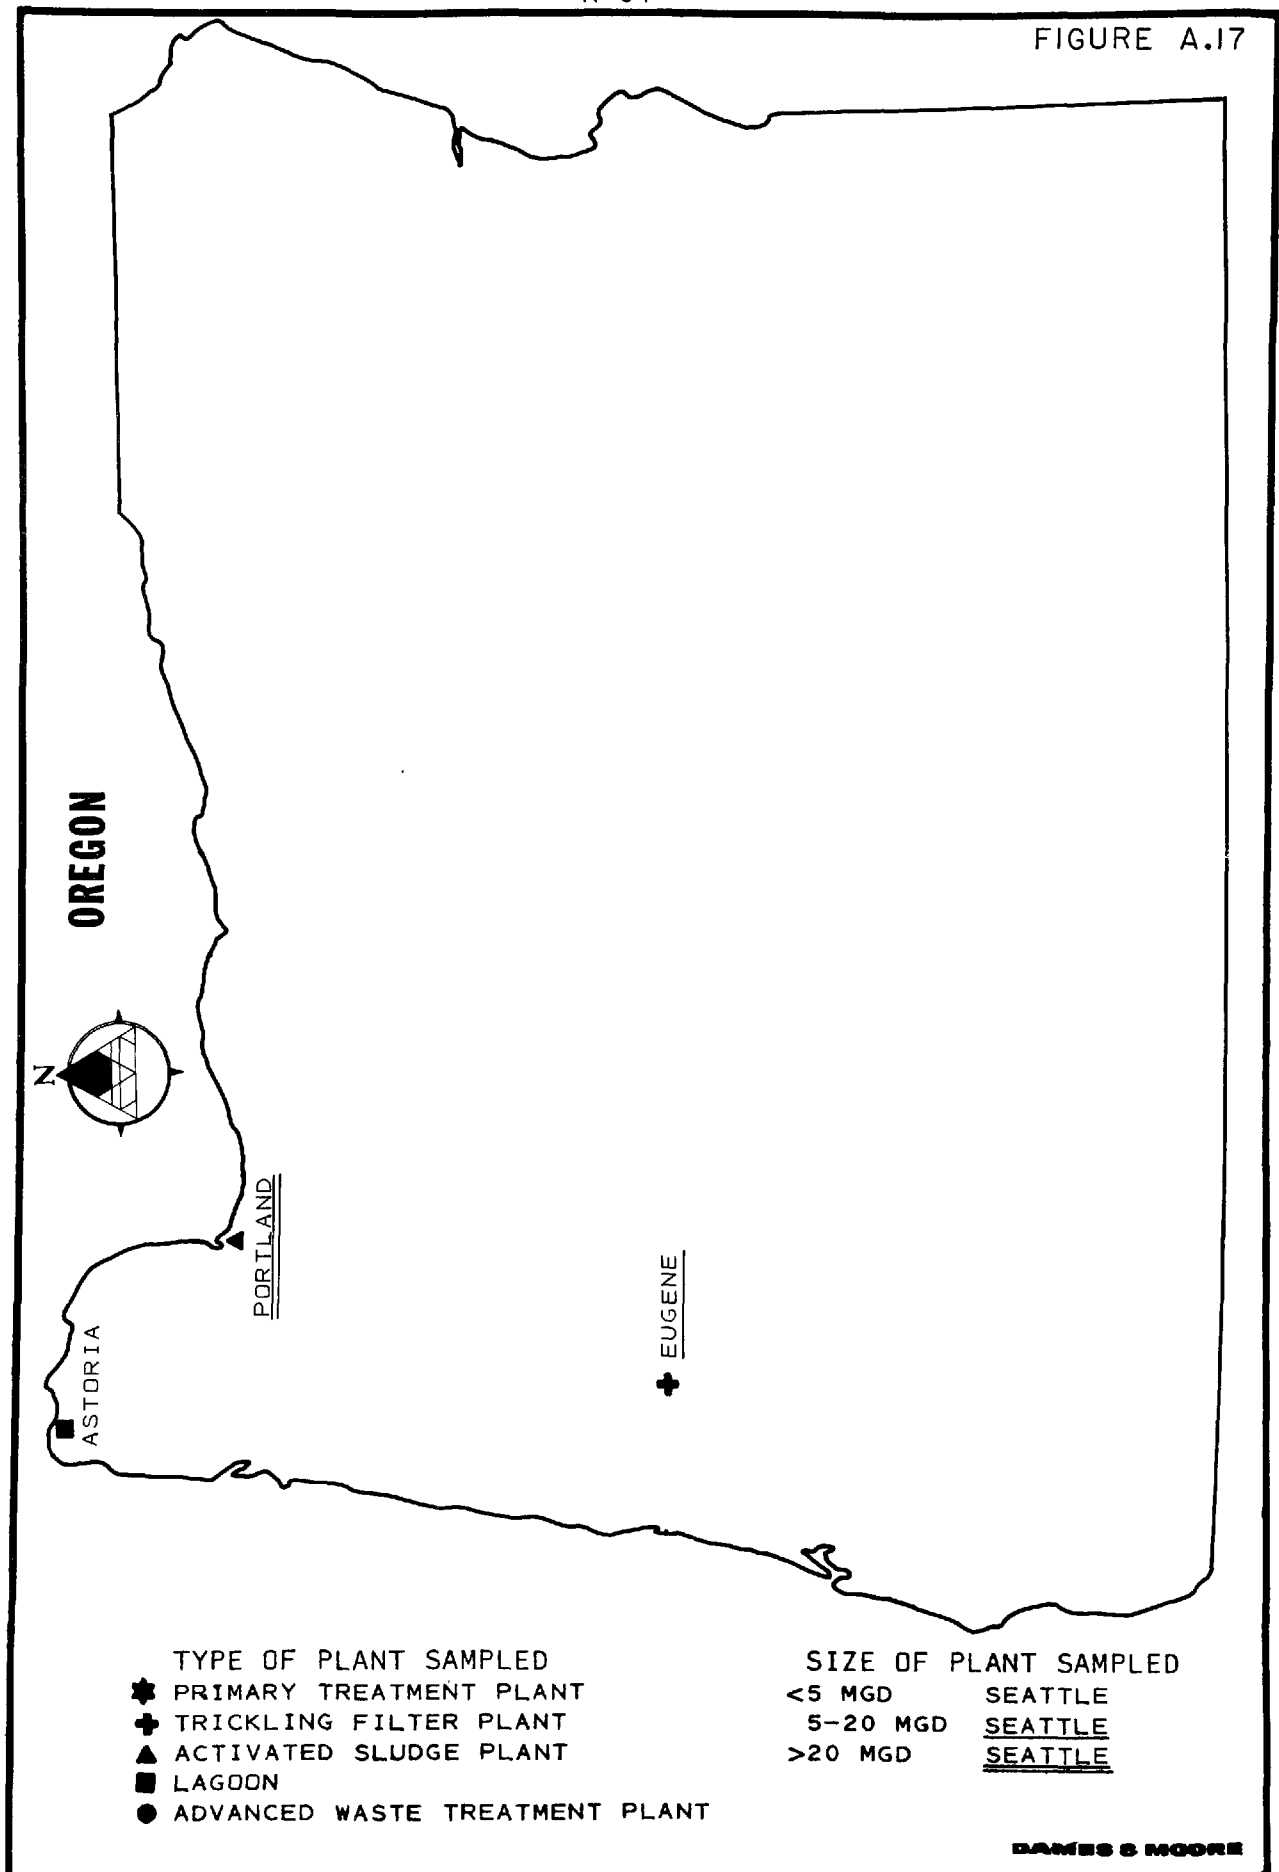 FIGURE A.17
OREGON
N
PORTLAND
ASTORIA
EUGENE
TYPE OF PLANT SAMPLED
PRIMARY TREATMENT PLANT
TRICKLING FILTER PLANT
ACTIVATED SLUDGE PLANT
LAGOON
ADVANCED WASTE TREATMENT PLANT
SIZE OF PLANT SAMPLED
<5 MGD SEATTLE
5-20 MGD SEATTLE
>20 MGD SEATTLE
DAMES & MOORE